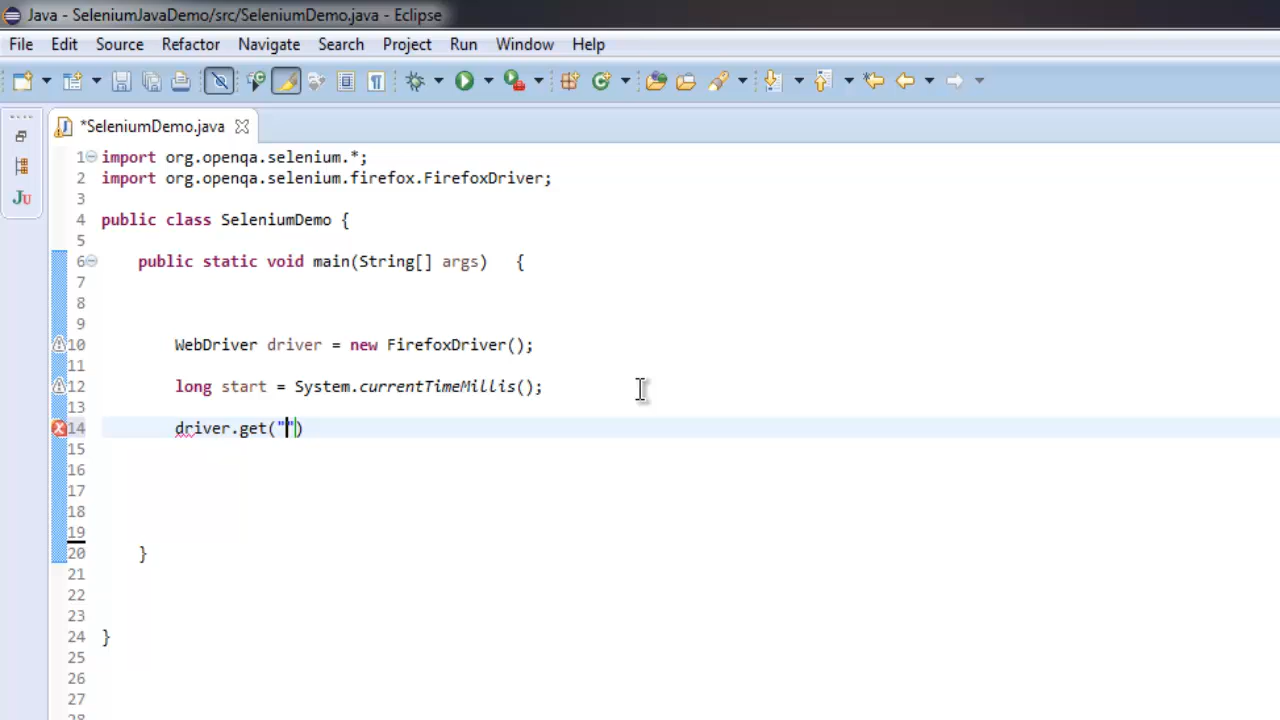 Java - SeleniumJavaDemo/src/SeleniumDemo.java - Eclipse
File Edit Source Refactor Navigate Search Project Run Window Help
*SeleniumDemo.java
1 import org.openqa.selenium.*;
2 import org.openqa.selenium.firefox.FirefoxDriver;
3
4 public class SeleniumDemo {
5
6 public static void main(String[] args) {
7
8
9
10 WebDriver driver = new FirefoxDriver();
11
12 long start = System.currentTimeMillis();
13
14 driver.get("")
15
16
17
18
19
20 }
21
22
23
24 }
25
26
27
28
JU